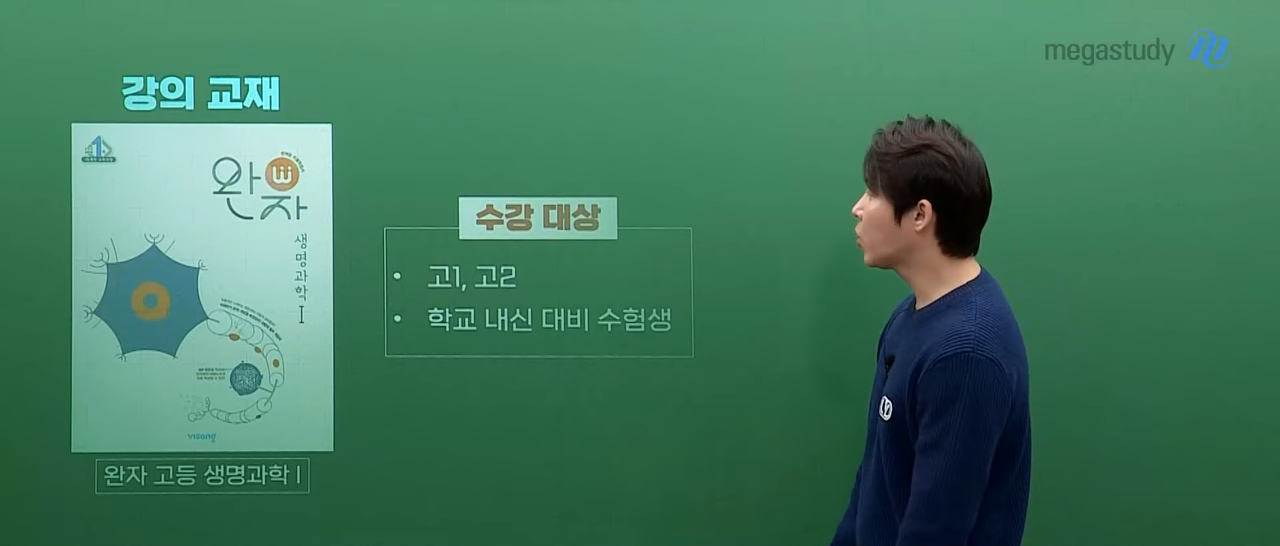 megastudy
강의 교재
완자
생명과학 I
visang
완자 고등 생명과학 I
수강 대상
• 고1, 고2
• 학교 내신 대비 수험생